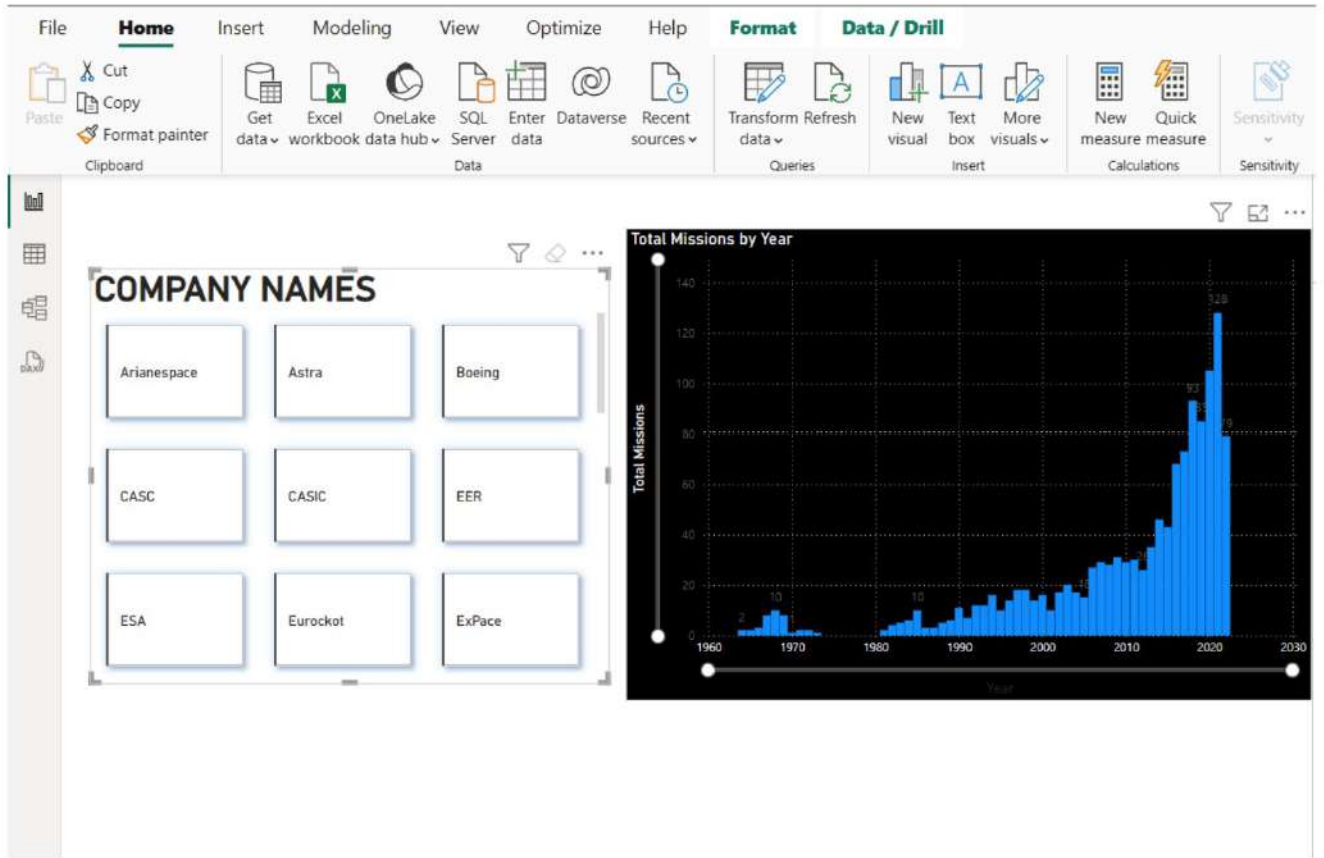 File Home Insert Modeling View Optimize Help Format Data / Drill
Paste
Cut
Copy
Format painter
Clipboard
Get data
Excel workbook
OneLake data hub
SQL Server
Enter data
Dataverse
Recent sources
Data
Transform data
Refresh
Queries
New visual
Text box
More visuals
Insert
New measure
Quick measure
Calculations
Sensitivity
Sensitivity
DAX
COMPANY NAMES
Arianespace Astra Boeing
CASC CASIC EER
ESA Eurockot ExPace
Total Missions by Year
Total Missions
140
120
100
80
60
40
20
0
2
10
10
93
128
79
1960 1970 1980 1990 2000 2010 2020 2030
Year